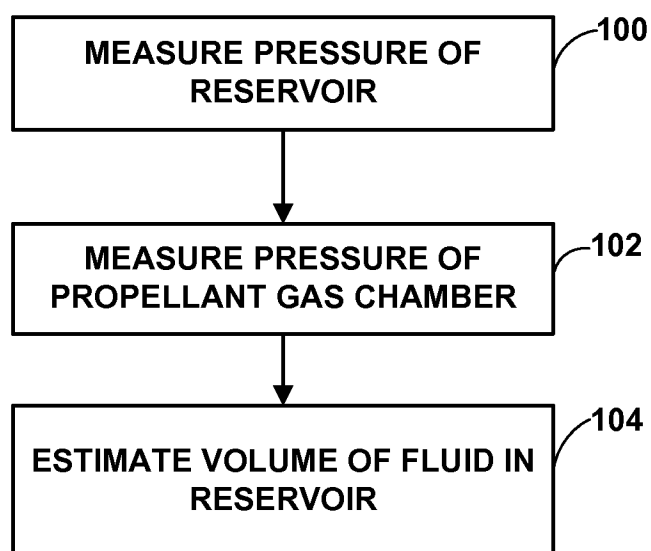 MEASURE PRESSURE OF
RESERVOIR
100
MEASURE PRESSURE OF
PROPELLANT GAS CHAMBER
102
ESTIMATE VOLUME OF FLUID IN
RESERVOIR
104